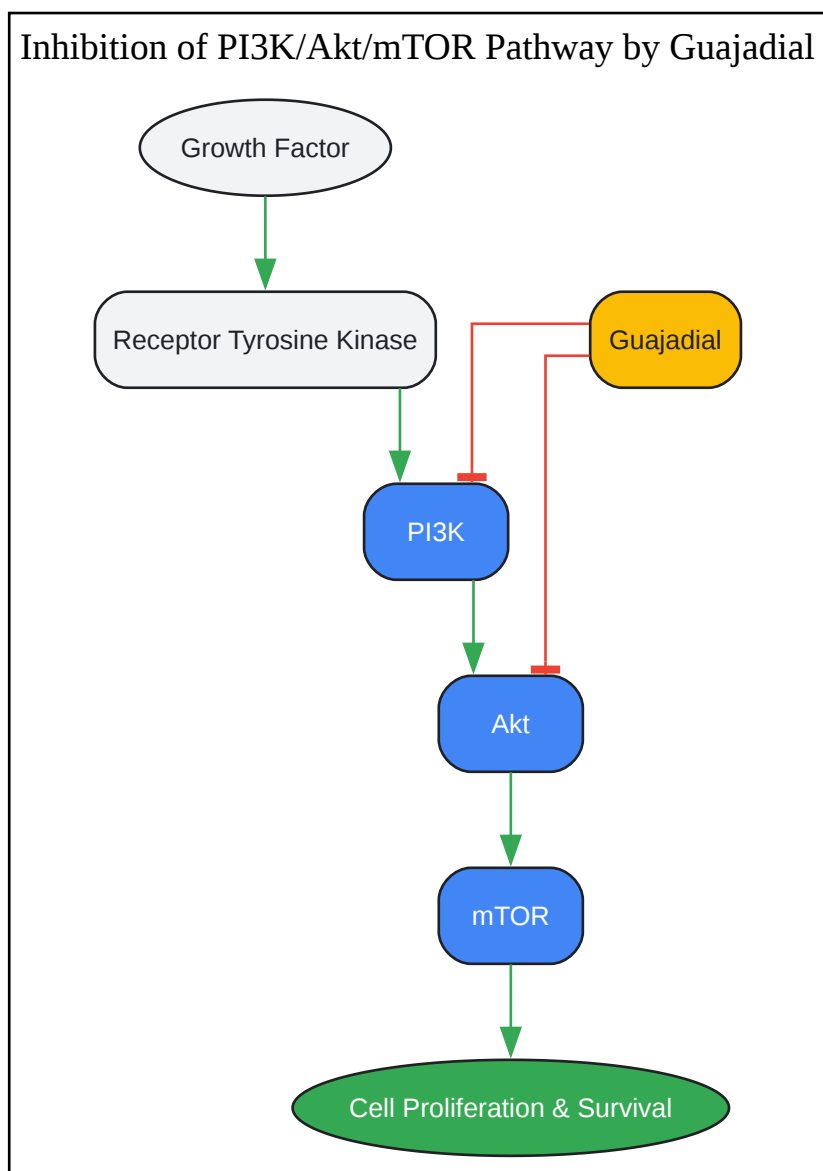 Inhibition of PI3K/Akt/mTOR Pathway by Guajadial
Growth Factor
Receptor Tyrosine Kinase
Guajadial
PI3K
Akt
mTOR
Cell Proliferation & Survival